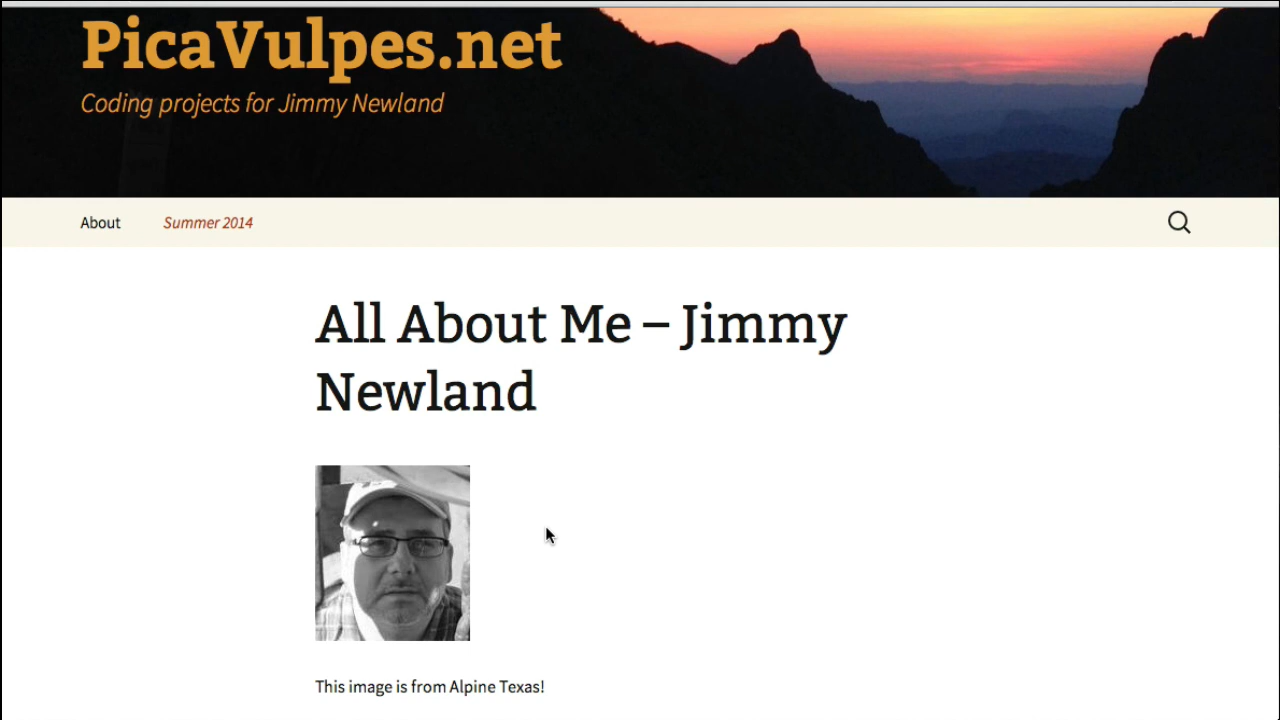 PicaVulpes.net
Coding projects for Jimmy Newland
About Summer 2014
All About Me – Jimmy
Newland
This image is from Alpine Texas!